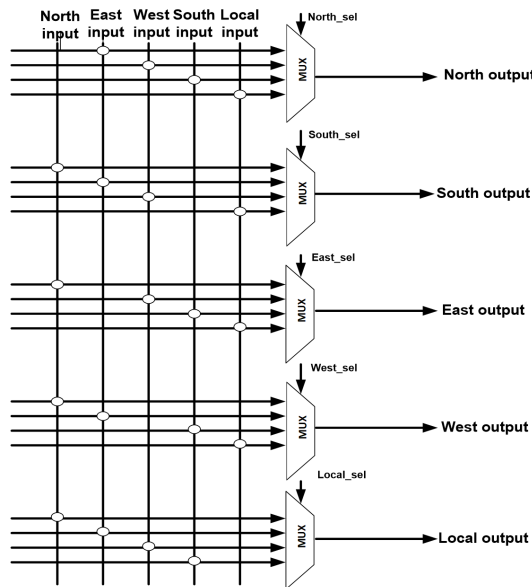 North East West South Local
input input input input input
North_sel
MUX
North output
South_sel
MUX
South output
East_sel
MUX
East output
West_sel
MUX
West output
Local_sel
MUX
Local output